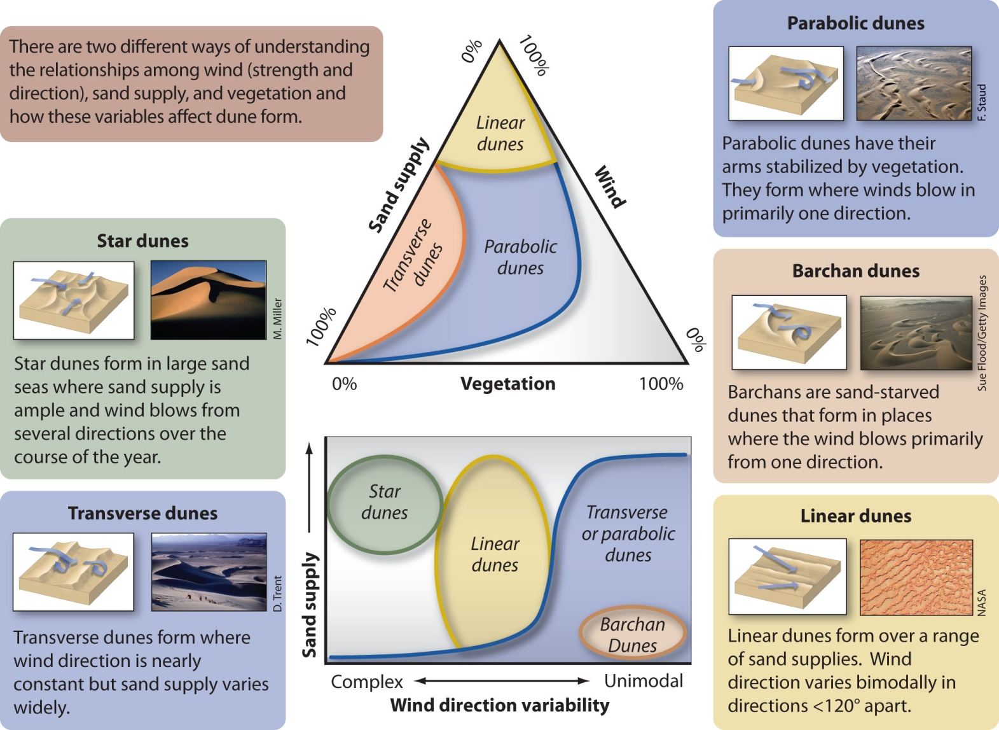 There are two different ways of understanding
the relationships among wind (strength and
direction), sand supply, and vegetation and
how these variables affect dune form.
0%
100%
Linear
dunes
Sand supply
Wind
Transverse
dunes
Parabolic
dunes
100%
0%
0%
Vegetation
100%
Parabolic dunes
F. Staud
Parabolic dunes have their
arms stabilized by vegetation.
They form where winds blow in
primarily one direction.
Star dunes
M. Miller
Star dunes form in large sand
seas where sand supply is
ample and wind blows from
several directions over the
course of the year.
Barchan dunes
Sue Flood/Getty Images
Barchans are sand-starved
dunes that form in places
where the wind blows primarily
from one direction.
Transverse dunes
D. Trent
Transverse dunes form where
wind direction is nearly
constant but sand supply varies
widely.
Sand supply
Star
dunes
Linear
dunes
Transverse
or parabolic
dunes
Barchan
Dunes
Complex
Unimodal
Wind direction variability
Linear dunes
NASA
Linear dunes form over a range
of sand supplies. Wind
direction varies bimodally in
directions <120° apart.